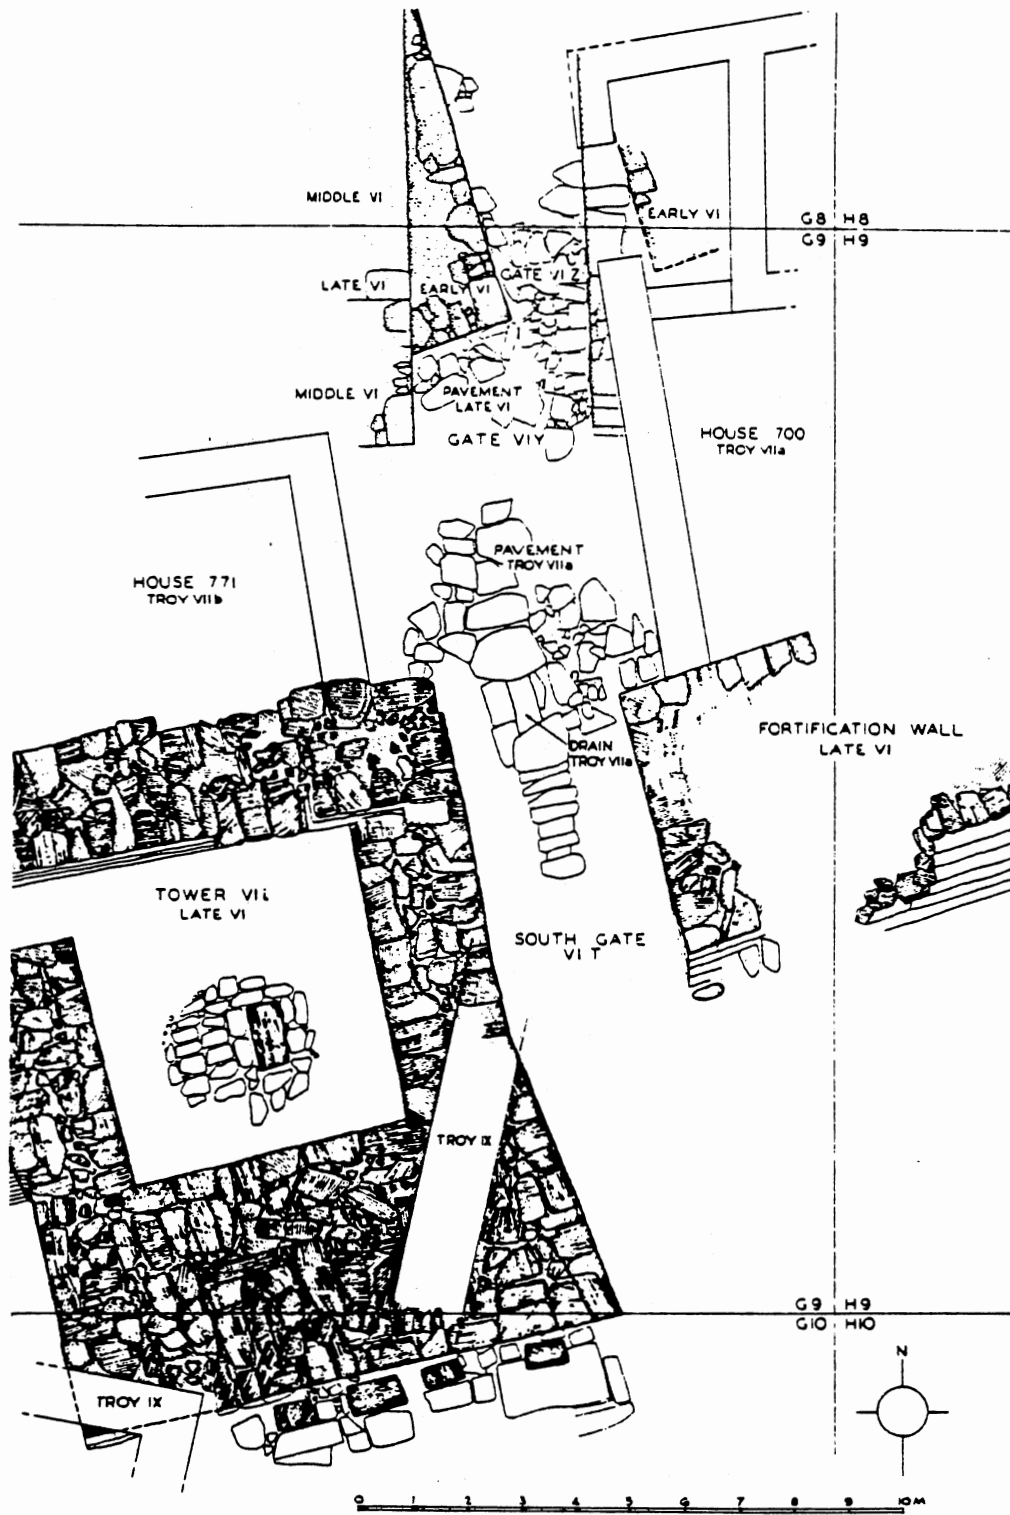 MIDDLE VI
EARLY VI
G8 H8
G9 H9
LATE VI
EARLY VI
GATE VI Z
MIDDLE VI
PAVEMENT
LATE VI
GATE VI Y
HOUSE 700
TROY VIIa
PAVEMENT
TROY VIIa
HOUSE 771
TROY VIIb
DRAIN
TROY VIIa
FORTIFICATION WALL
LATE VI
TOWER VI i
LATE VI
SOUTH GATE
VI T
TROY IX
G9 H9
G10 H10
N
TROY IX
0 1 2 3 4 5 6 7 8 9 10 M